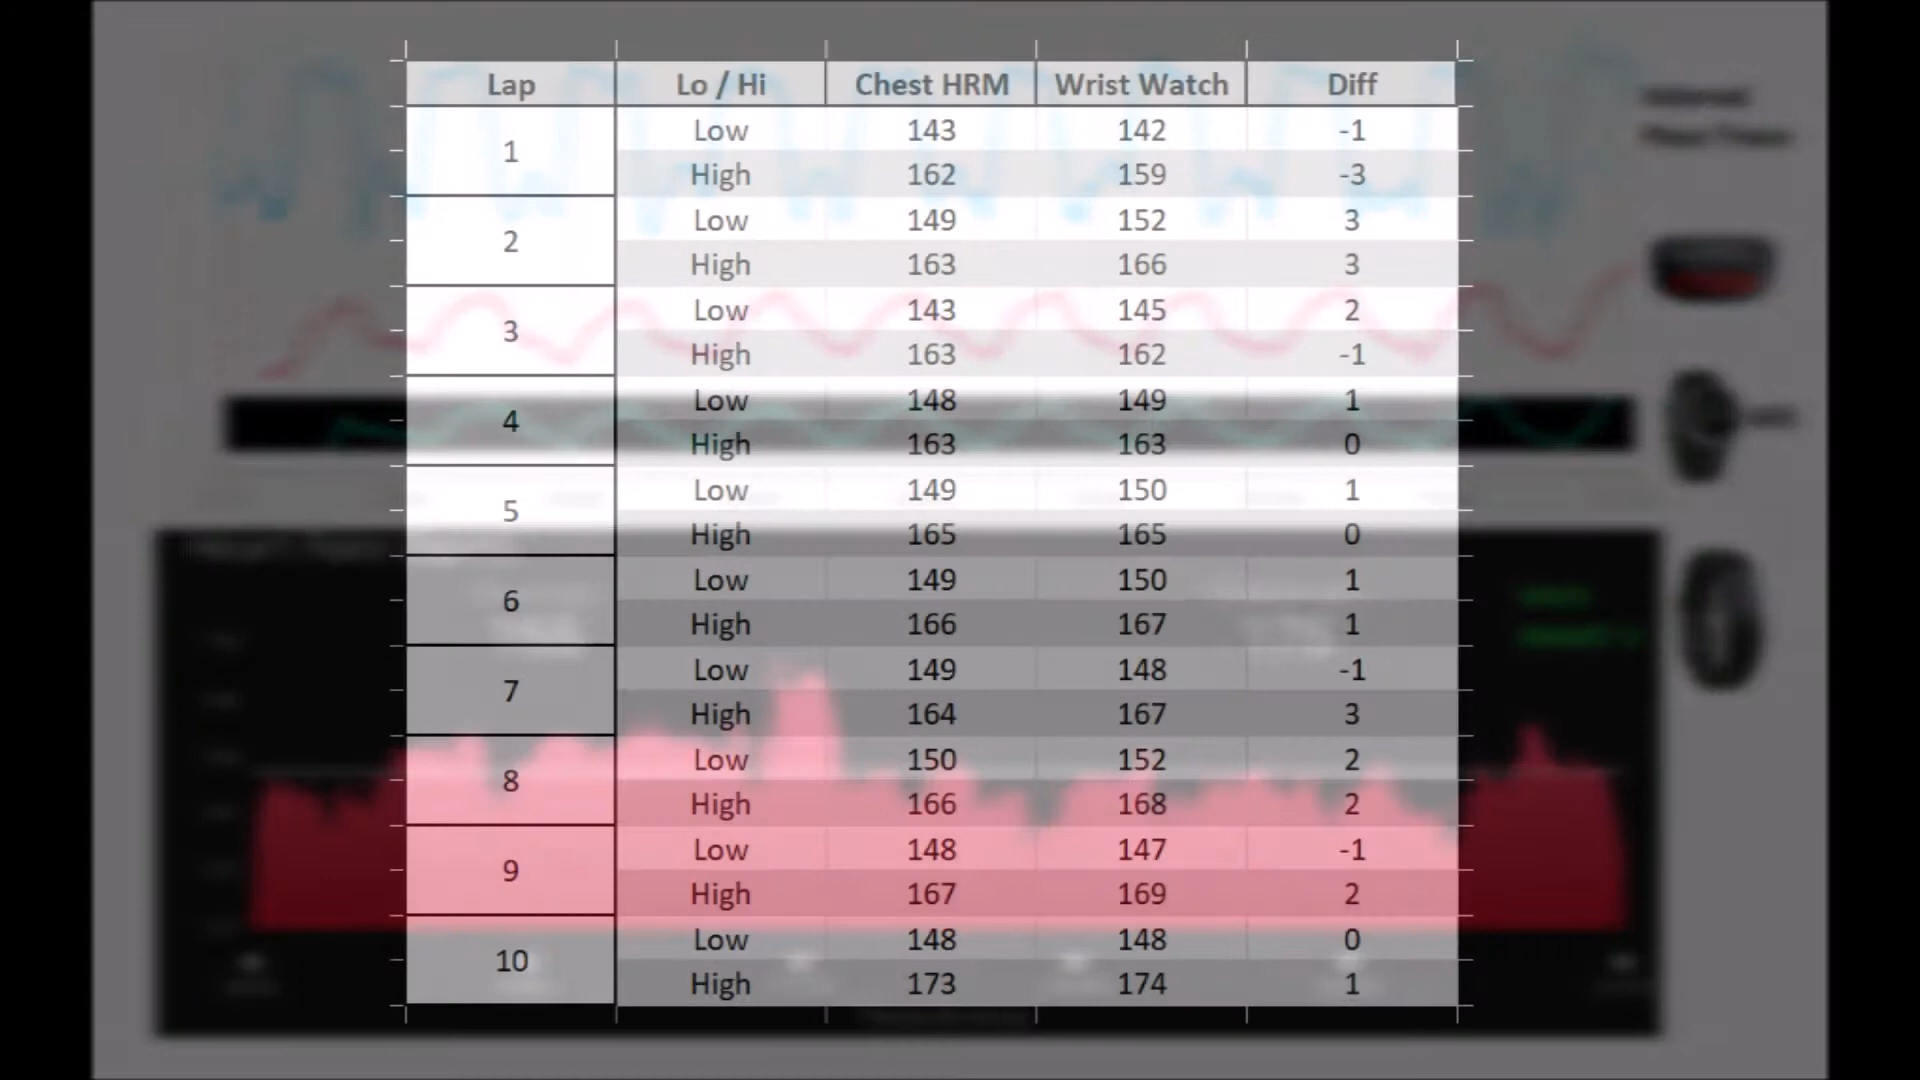 Lap Lo / Hi Chest HRM Wrist Watch Diff
1 Low 143 142 -1
High 162 159 -3
2 Low 149 152 3
High 163 166 3
3 Low 143 145 2
High 163 162 -1
4 Low 148 149 1
High 163 163 0
5 Low 149 150 1
High 165 165 0
6 Low 149 150 1
High 166 167 1
7 Low 149 148 -1
High 164 167 3
8 Low 150 152 2
High 166 168 2
9 Low 148 147 -1
High 167 169 2
10 Low 148 148 0
High 173 174 1